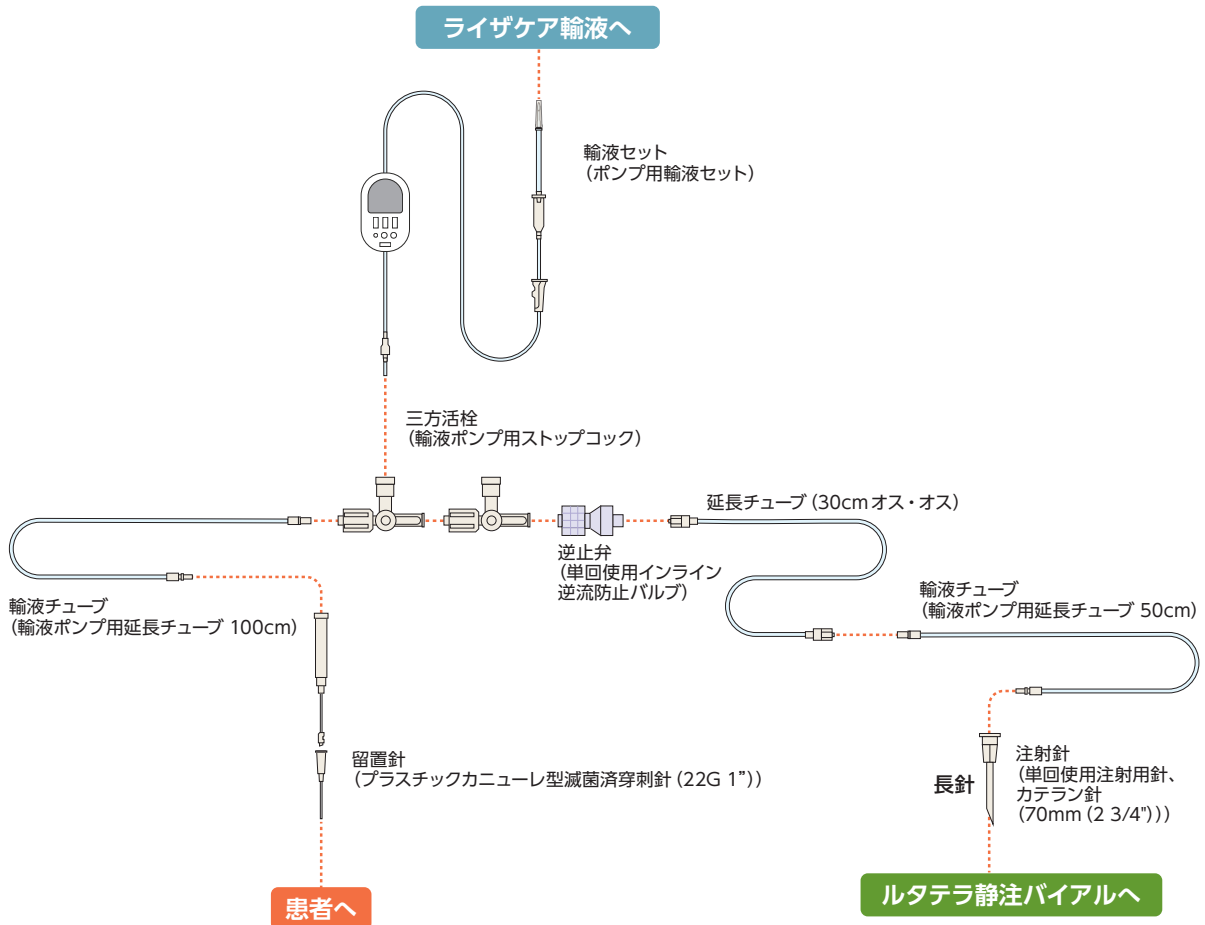 ライザケア輸液へ
輸液セット
（ポンプ用輸液セット）
三方活栓
（輸液ポンプ用ストップコック）
延長チューブ（30cmオス・オス）
逆止弁
（単回使用インライン
逆流防止バルブ）
輸液チューブ
（輸液ポンプ用延長チューブ 50cm）
輸液チューブ
（輸液ポンプ用延長チューブ 100cm）
留置針
（プラスチックカニューレ型滅菌済穿刺針（22G 1”））
長針
注射針
（単回使用注射用針、
カテラン針
（70mm（2 3/4"）））
患者へ
ルタテラ静注バイアルへ